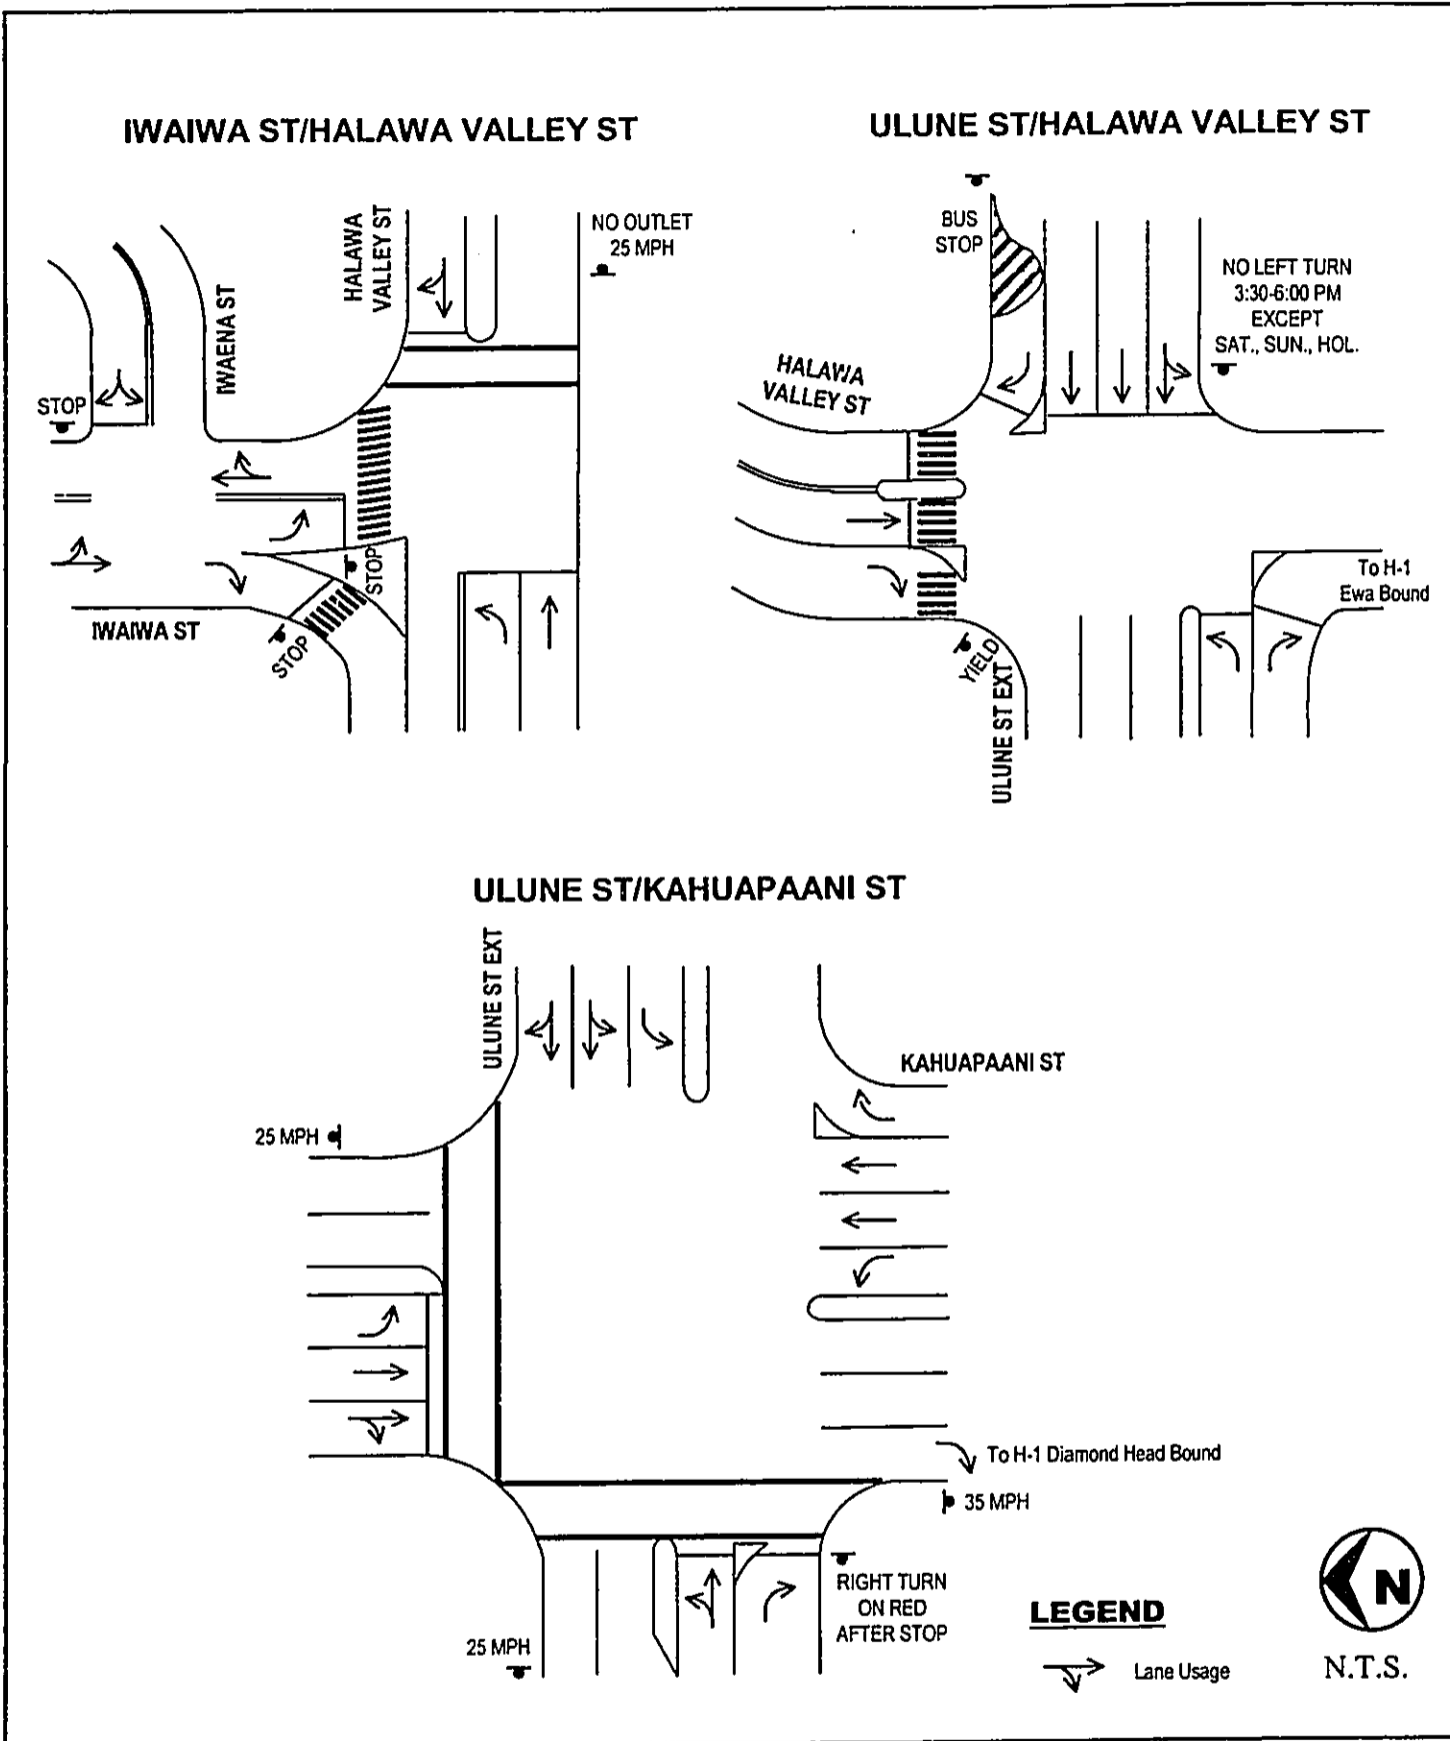 IWAIWA ST/HALAWA VALLEY ST
ULUNE ST/HALAWA VALLEY ST
HALAWA
VALLEY ST
NO OUTLET
25 MPH
IWAENA ST
STOP
STOP
STOP
IWAIWA ST
BUS
STOP
NO LEFT TURN
3:30-6:00 PM
EXCEPT
SAT., SUN., HOL.
HALAWA
VALLEY ST
To H-1
Ewa Bound
YIELD
ULUNE ST EXT
ULUNE ST/KAHUAPAANI ST
ULUNE ST EXT
KAHUAPAANI ST
25 MPH
To H-1 Diamond Head Bound
35 MPH
RIGHT TURN
ON RED
AFTER STOP
25 MPH
LEGEND
Lane Usage
N
N.T.S.